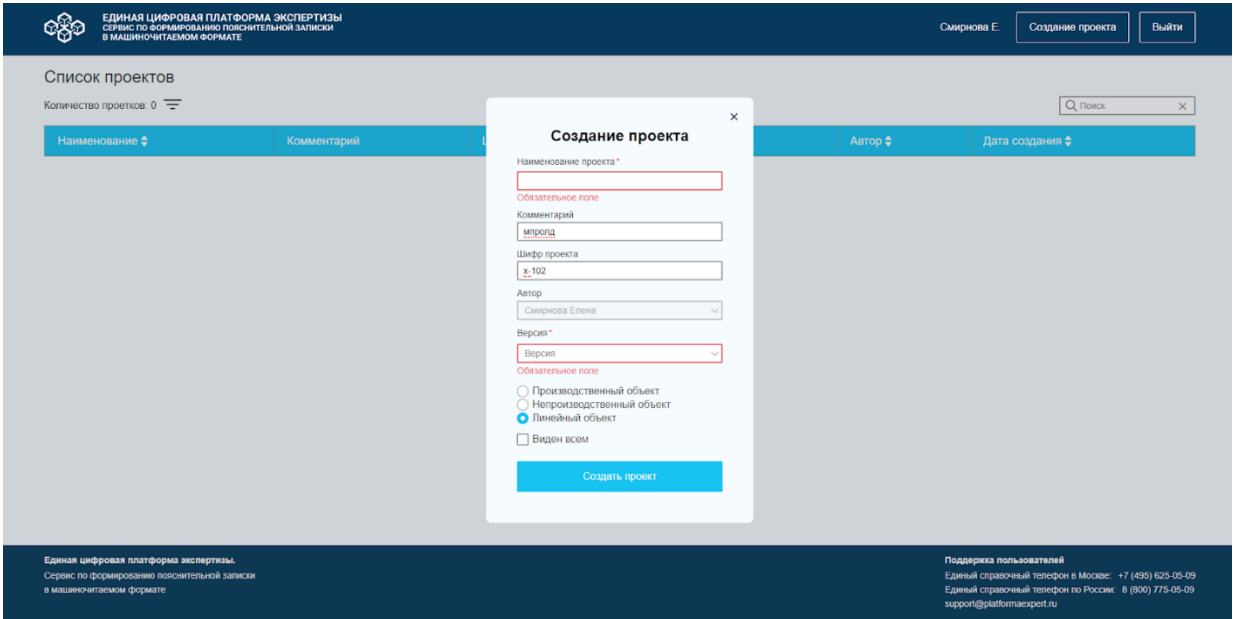 ЕДИНАЯ ЦИФРОВАЯ ПЛАТФОРМА ЭКСПЕРТИЗЫ
СЕРВИС ПО ФОРМИРОВАНИЮ ПОЯСНИТЕЛЬНОЙ ЗАПИСКИ
В МАШИНОЧИТАЕМОМ ФОРМАТЕ
Смирнова Е.
Создание проекта
Выйти
Список проектов
Количество проетков: 0
Поиск
Наименование
Комментарий
Автор
Дата создания
Создание проекта
Наименование проекта*
Обязательное поле
Комментарий
мпролд
Шифр проекта
х-102
Автор
Смирнова Елена
Версия*
Версия
Обязательное поле
Производственный объект
Непроизводственный объект
Линейный объект
Виден всем
Создать проект
Единая цифровая платформа экспертизы.
Сервис по формированию пояснительной записки
в машиночитаемом формате
Поддержка пользователей
Единый справочный телефон в Москве: +7 (495) 625-05-09
Единый справочный телефон по России: 8 (800) 775-05-09
support@platformaexpert.ru